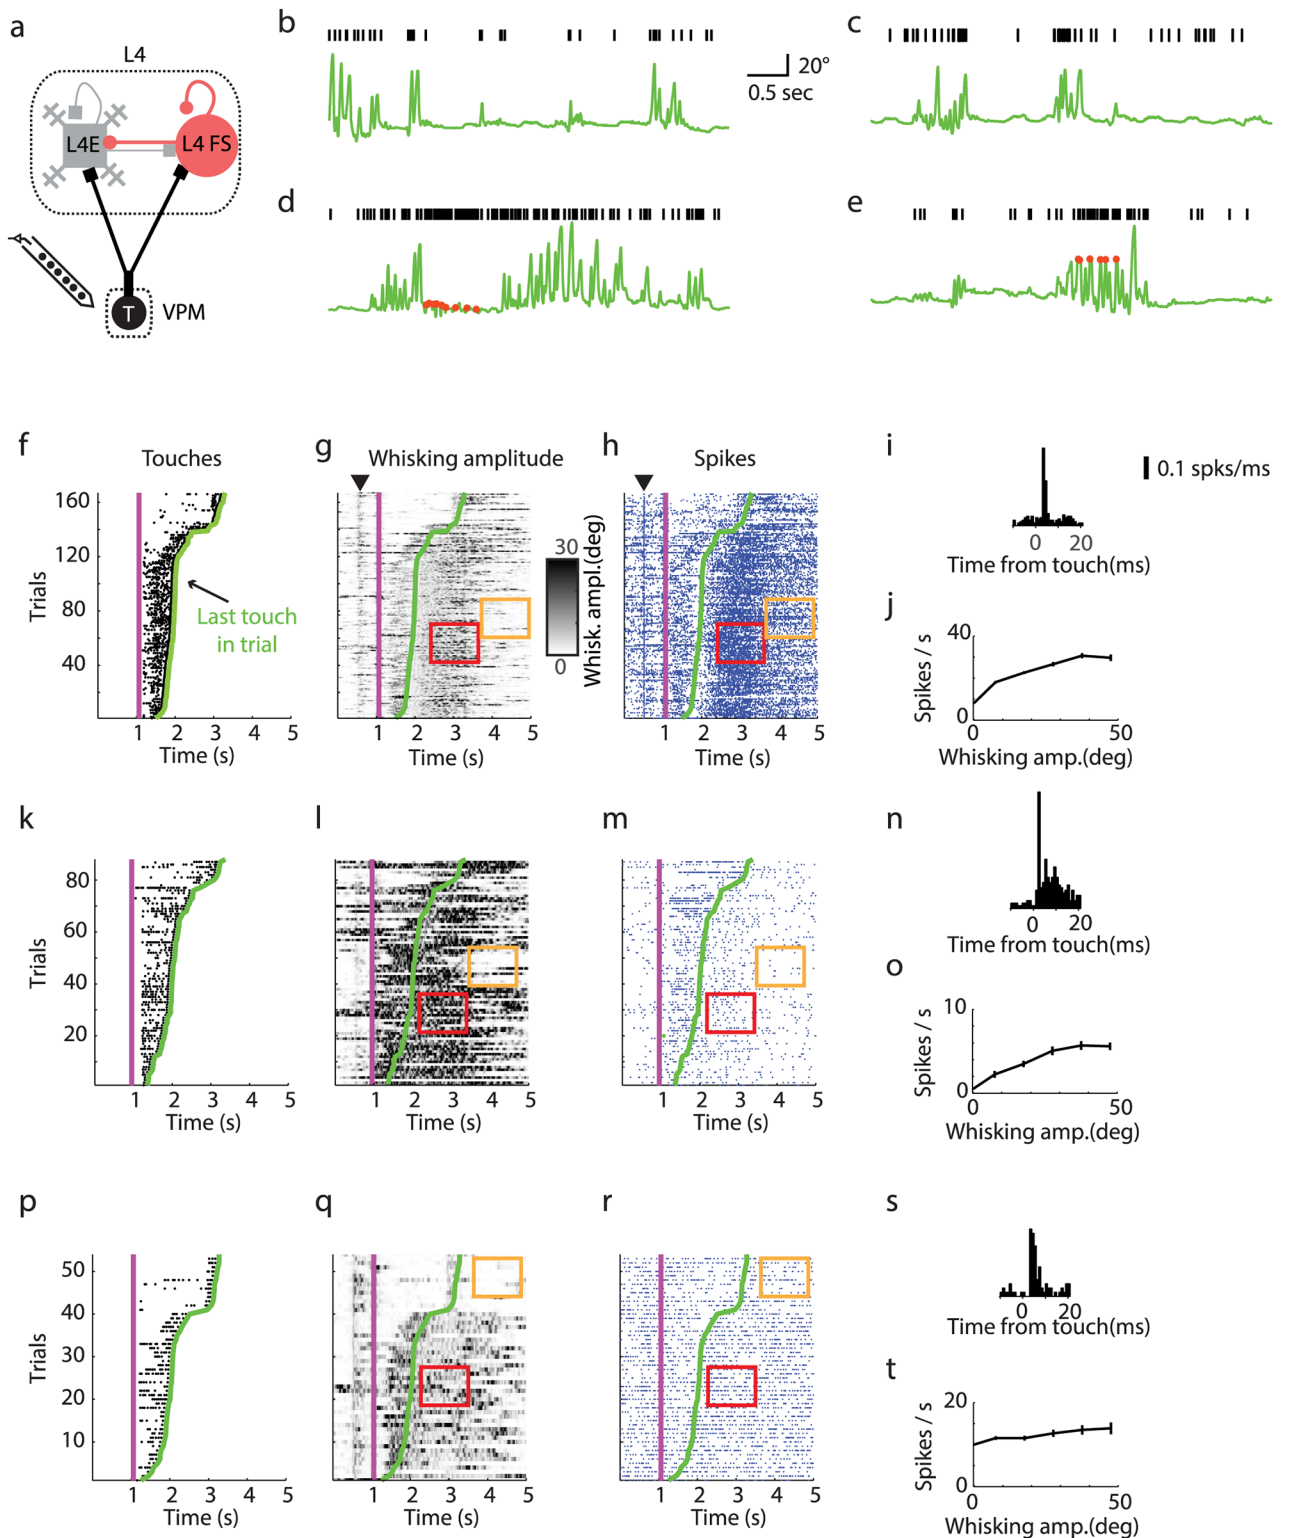 a
L4
L4E
L4 FS
T
VPM
b
20°
0.5 sec
c
d
e
f
Touches
160
120
80
40
Trials
Last touch
in trial
1 2 3 4 5
Time (s)
g
Whisking amplitude
30
0
Whisk. ampl.(deg)
1 2 3 4 5
Time (s)
h
Spikes
1 2 3 4 5
Time (s)
i
0.1 spks/ms
0 20
Time from touch(ms)
j
40
0
Spikes / s
0 50
Whisking amp.(deg)
k
80
60
40
20
Trials
1 2 3 4 5
Time (s)
l
1 2 3 4 5
Time (s)
m
1 2 3 4 5
Time (s)
n
0 20
Time from touch(ms)
o
10
0
Spikes / s
0 50
Whisking amp.(deg)
p
50
40
30
20
10
Trials
1 2 3 4 5
Time (s)
q
1 2 3 4 5
Time (s)
r
1 2 3 4 5
Time (s)
s
0 20
Time from touch(ms)
t
20
0
Spikes / s
0 50
Whisking amp.(deg)